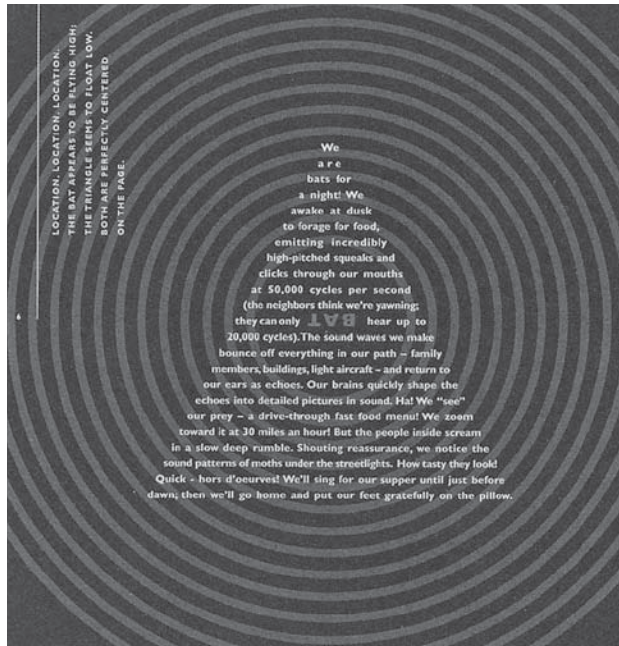 LOCATION, LOCATION, LOCATION.
THE BAT APPEARS TO BE FLYING HIGH;
THE TRIANGLE SEEMS TO FLOAT LOW.
BOTH ARE PERFECTLY CENTERED
ON THE PAGE.
6
We
are
bats for
a night! We
awake at dusk
to forage for food,
emitting incredibly
high-pitched squeaks and
clicks through our mouths
at 50,000 cycles per second
(the neighbors think we're yawning;
they can only BAT hear up to
20,000 cycles). The sound waves we make
bounce off everything in our path – family
members, buildings, light aircraft – and return to
our ears as echoes. Our brains quickly shape the
echoes into detailed pictures in sound. Ha! We “see”
our prey – a drive-through fast food menu! We zoom
toward it at 30 miles an hour! But the people inside scream
in a slow deep rumble. Shouting reassurance, we notice the
sound patterns of moths under the streetlights. How tasty they look!
Quick - hors d'oeurves! We'll sing for our supper until just before
dawn; then we'll go home and put our feet gratefully on the pillow.